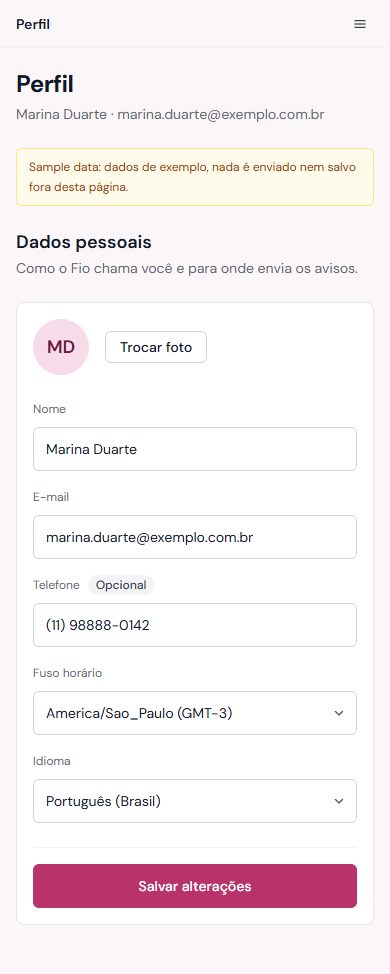 Perfil
Perfil
Marina Duarte · marina.duarte@exemplo.com.br
Sample data: dados de exemplo, nada é enviado nem salvo
fora desta página.
Dados pessoais
Como o Fio chama você e para onde envia os avisos.
MD
Trocar foto
Nome
Marina Duarte
E-mail
marina.duarte@exemplo.com.br
Telefone Opcional
(11) 98888-0142
Fuso horário
America/Sao_Paulo (GMT-3)
Idioma
Português (Brasil)
Salvar alterações